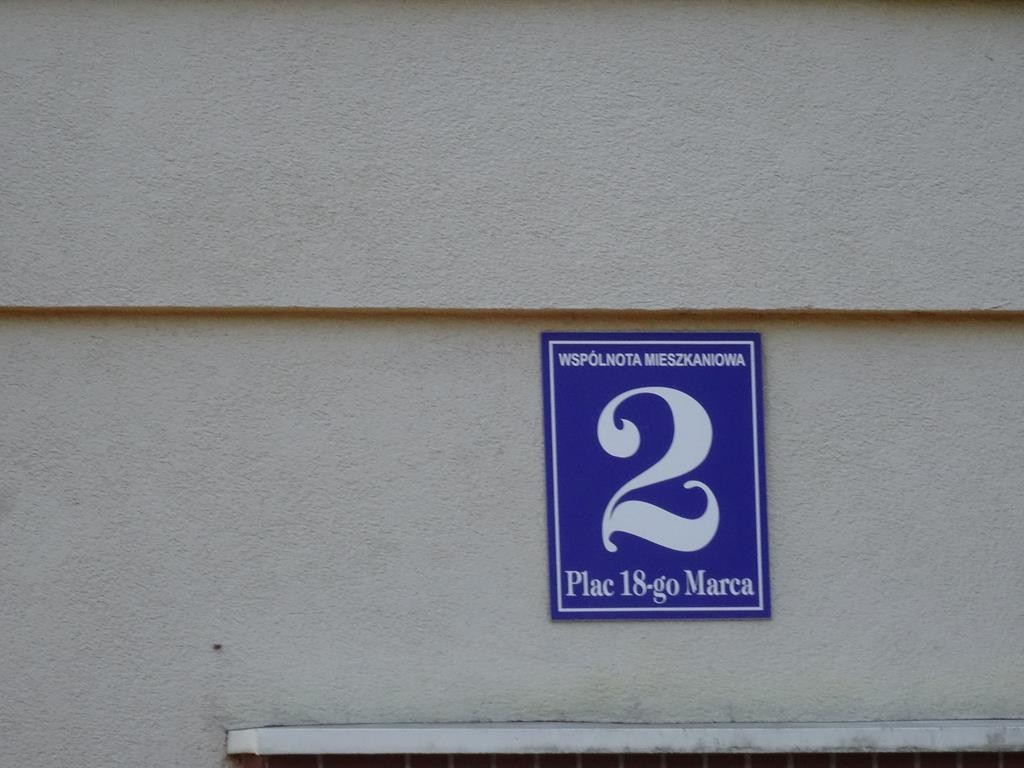 WSPÓLNOTA MIESZKANIOWA
2
Plac 18-go Marca